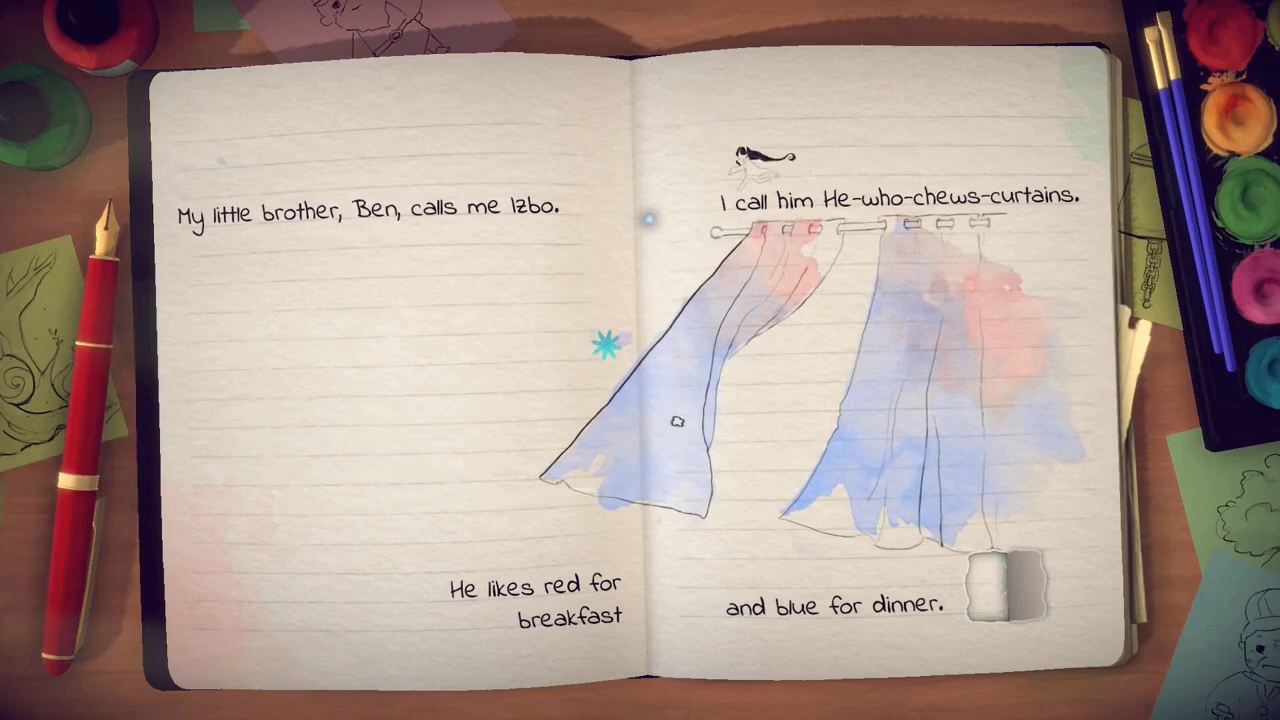 My little brother, Ben, calls me Izbo.
He likes red for
breakfast
I call him He-who-chews-curtains.
and blue for dinner.